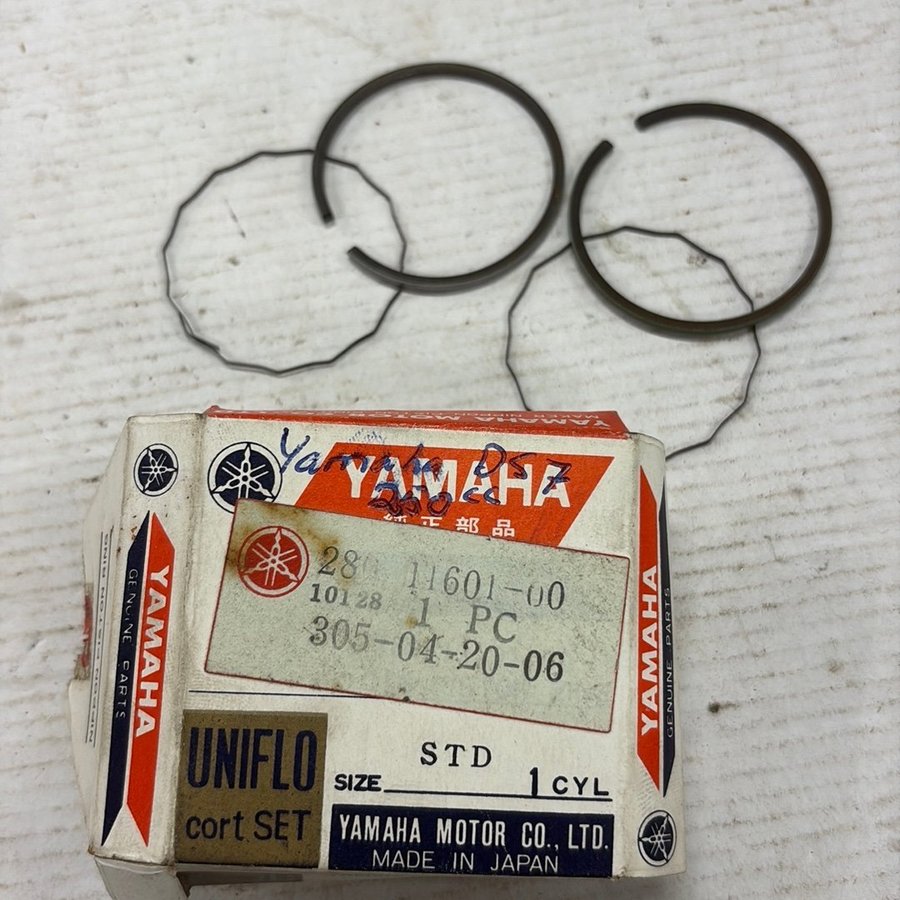 YAMAHA MOTOR
Yamaha DS7
250cc
YAMAHA
純正部品
28 11601-00
10128 1 PC
305-04-20-06
STD
SIZE 1 CYL
UNIFLO
cort SET
YAMAHA MOTOR CO., LTD.
MADE IN JAPAN
YAMAHA
GENUINE PARTS
YAMAHA
GENUINE PARTS